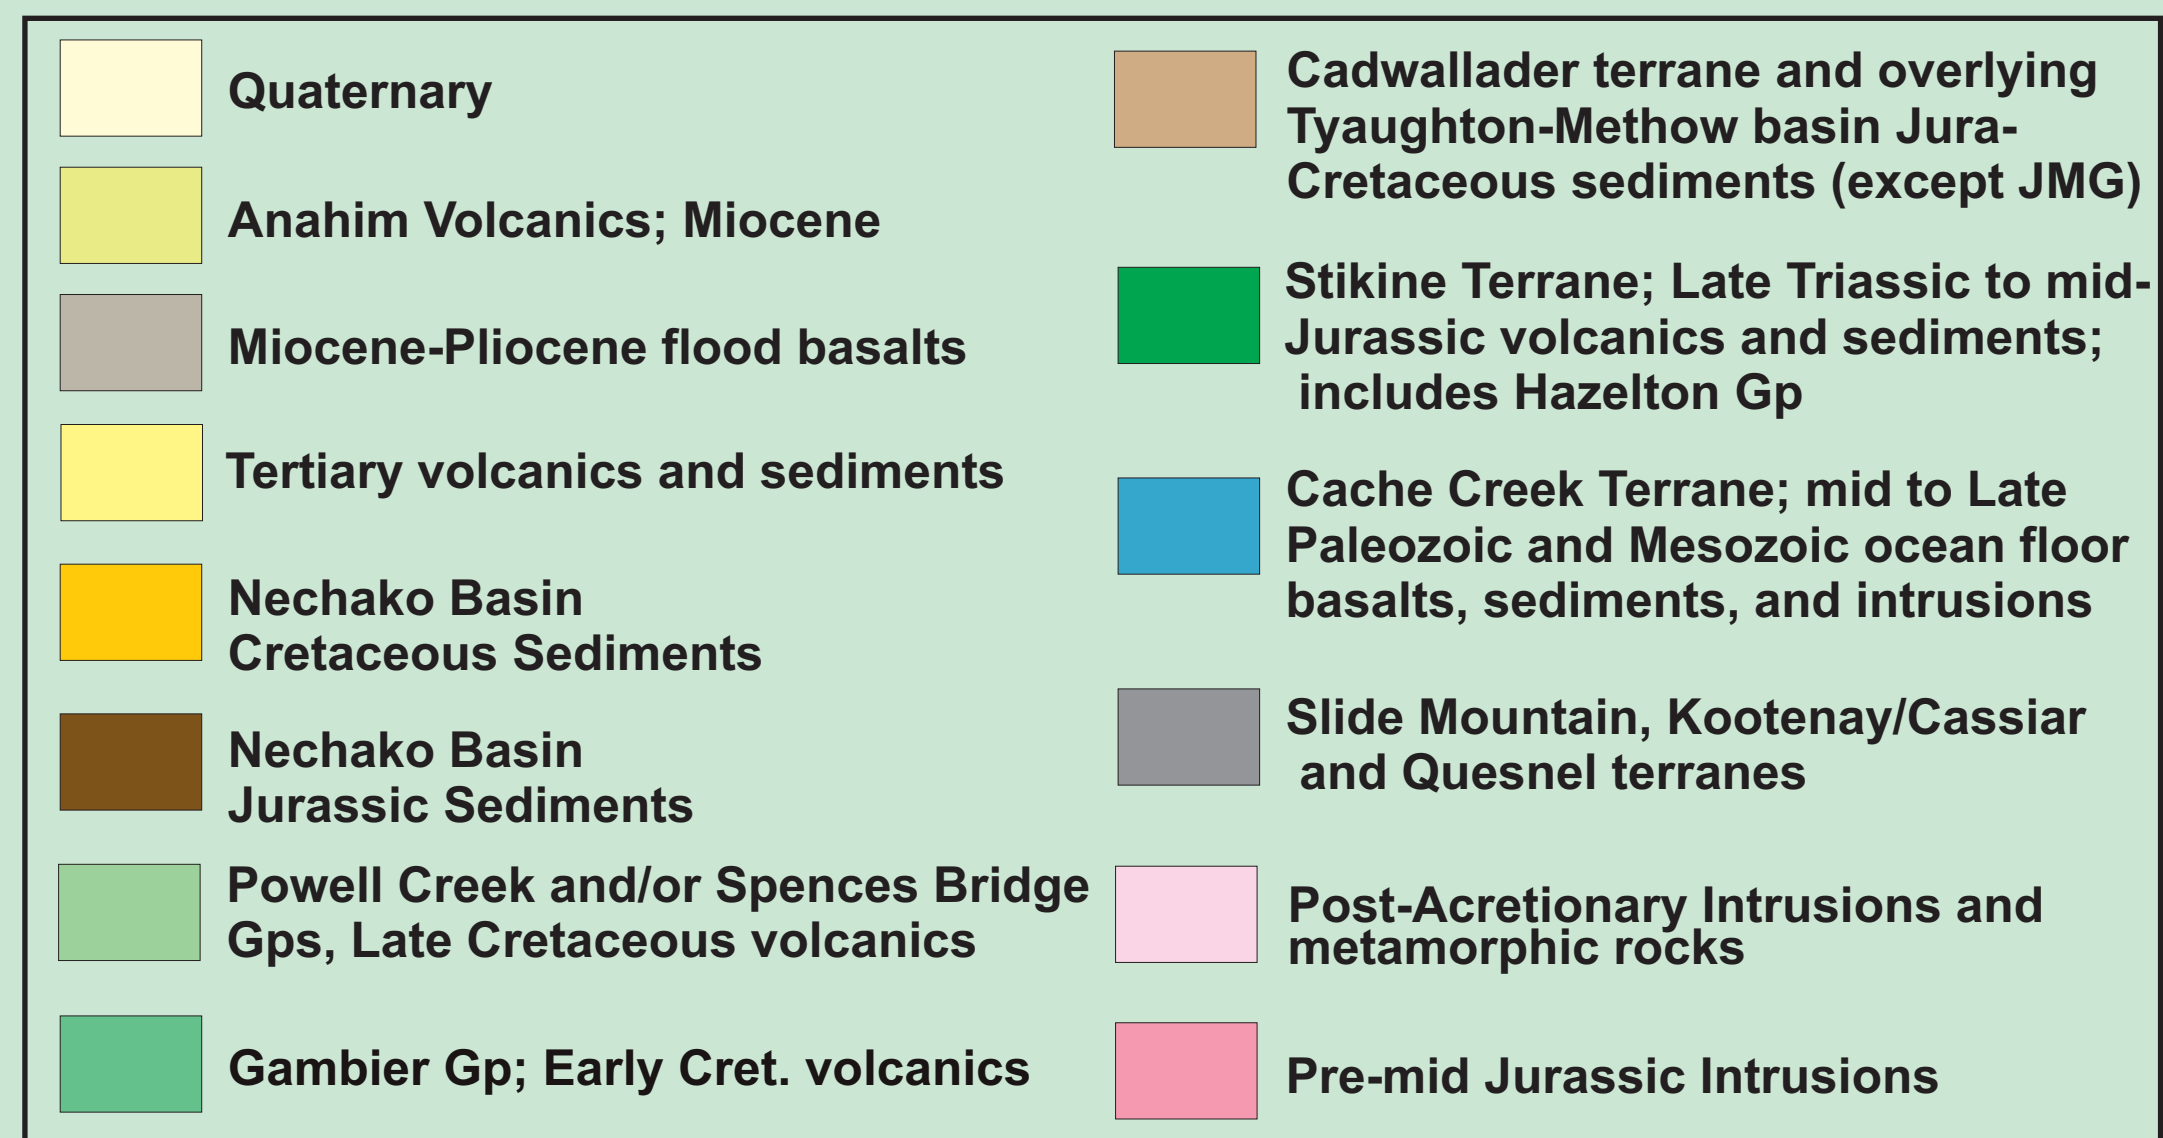 Quaternary
Anahim Volcanics; Miocene
Miocene-Pliocene flood basalts
Tertiary volcanics and sediments
Nechako Basin
Cretaceous Sediments
Nechako Basin
Jurassic Sediments
Powell Creek and/or Spences Bridge
Gps, Late Cretaceous volcanics
Gambier Gp; Early Cret. volcanics
Cadwallader terrane and overlying
Tyaughton-Methow basin Jura-
Cretaceous sediments (except JMG)
Stikine Terrane; Late Triassic to mid-
Jurassic volcanics and sediments;
includes Hazelton Gp
Cache Creek Terrane; mid to Late
Paleozoic and Mesozoic ocean floor
basalts, sediments, and intrusions
Slide Mountain, Kootenay/Cassiar
and Quesnel terranes
Post-Acretionary Intrusions and
metamorphic rocks
Pre-mid Jurassic Intrusions